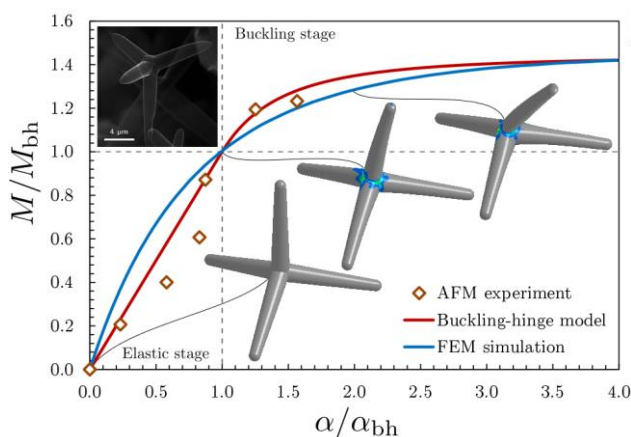 Buckling stage
4 μm
1.6
1.4
1.2
1.0
0.8
0.6
0.4
0.2
0.0
M/M_bh
AFM experiment
Buckling-hinge model
FEM simulation
Elastic stage
0.0 0.5 1.0 1.5 2.0 2.5 3.0 3.5 4.0
α/α_bh